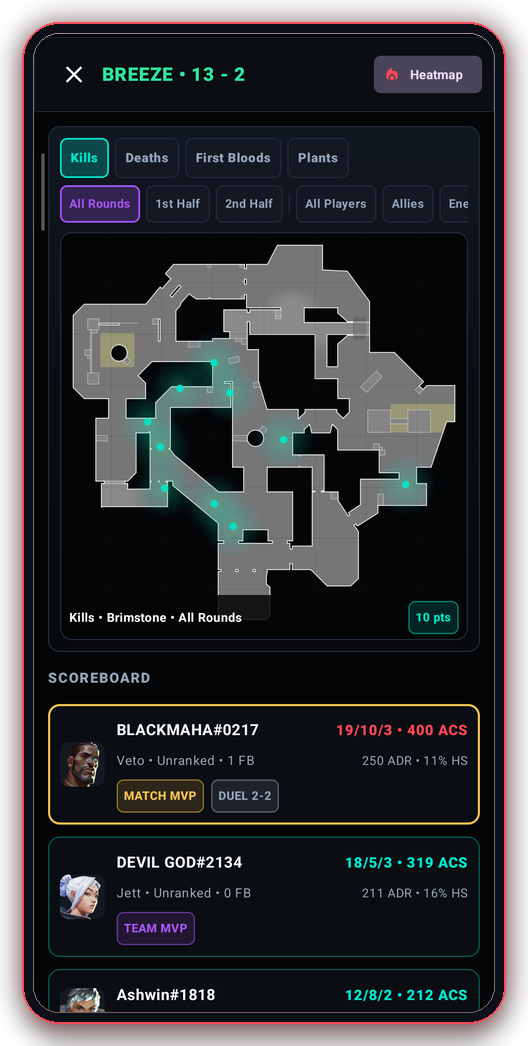 BREEZE • 13 - 2
Heatmap
Kills
Deaths
First Bloods
Plants
All Rounds
1st Half
2nd Half
All Players
Allies
Ene
Kills • Brimstone • All Rounds
10 pts
SCOREBOARD
BLACKMAHA#0217
19/10/3 • 400 ACS
Veto • Unranked • 1 FB
250 ADR • 11% HS
MATCH MVP
DUEL 2-2
DEVIL GOD#2134
18/5/3 • 319 ACS
Jett • Unranked • 0 FB
211 ADR • 16% HS
TEAM MVP
Ashwin#1818
12/8/2 • 212 ACS